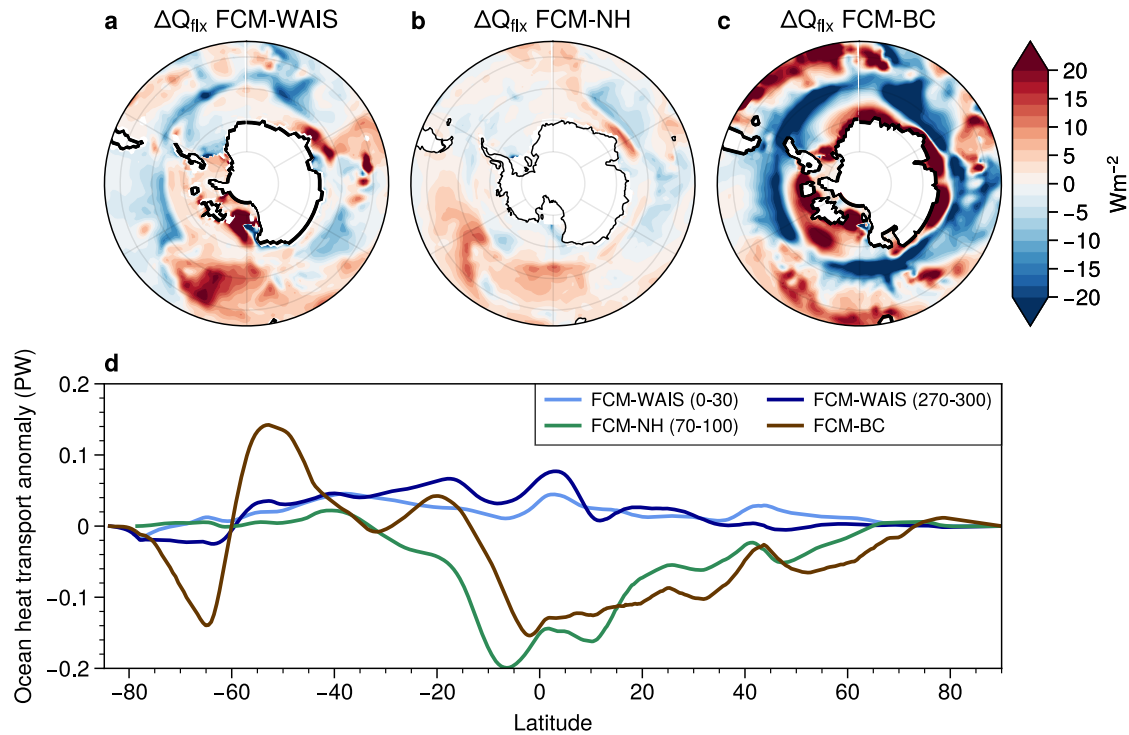 a ΔQflx FCM-WAIS
b ΔQflx FCM-NH
c ΔQflx FCM-BC
20
15
10
5
0
−5
−10
−15
−20
Wm−2
d
Ocean heat transport anomaly (PW)
0.2
0.1
0
−0.1
−0.2
FCM-WAIS (0-30)
FCM-WAIS (270-300)
FCM-NH (70-100)
FCM-BC
−80 −60 −40 −20 0 20 40 60 80
Latitude